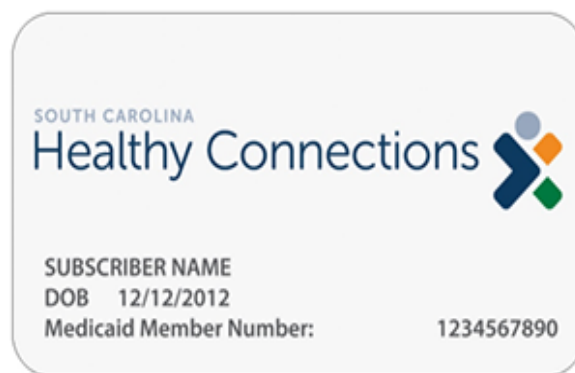 SOUTH CAROLINA
Healthy Connections
SUBSCRIBER NAME
DOB 12/12/2012
Medicaid Member Number: 1234567890